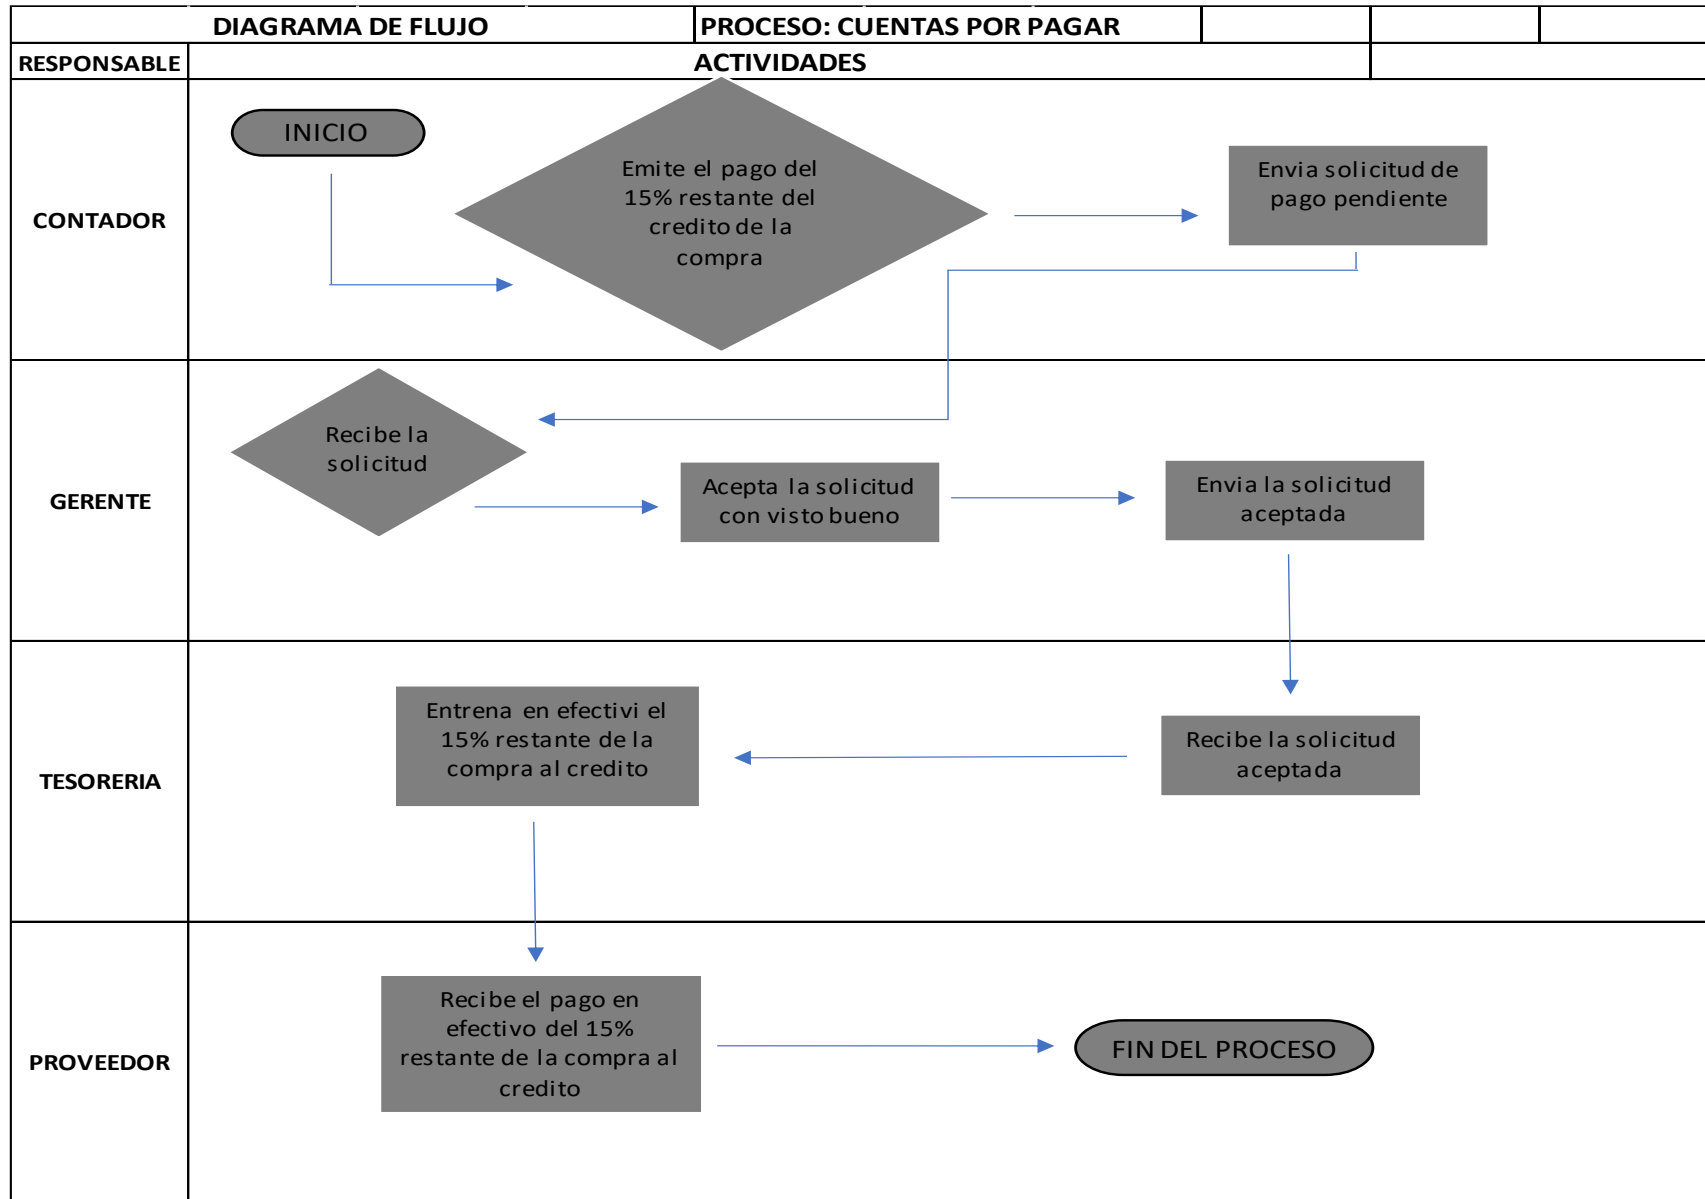 DIAGRAMA DE FLUJO
PROCESO: CUENTAS POR PAGAR
RESPONSABLE
ACTIVIDADES
CONTADOR
INICIO
Emite el pago del
15% restante del
credito de la
compra
Envia solicitud de
pago pendiente
GERENTE
Recibe la
solicitud
Acepta la solicitud
con visto bueno
Envia la solicitud
aceptada
TESORERIA
Entrena en efectivi el
15% restante de la
compra al credito
Recibe la solicitud
aceptada
PROVEEDOR
Recibe el pago en
efectivo del 15%
restante de la compra al
credito
FIN DEL PROCESO